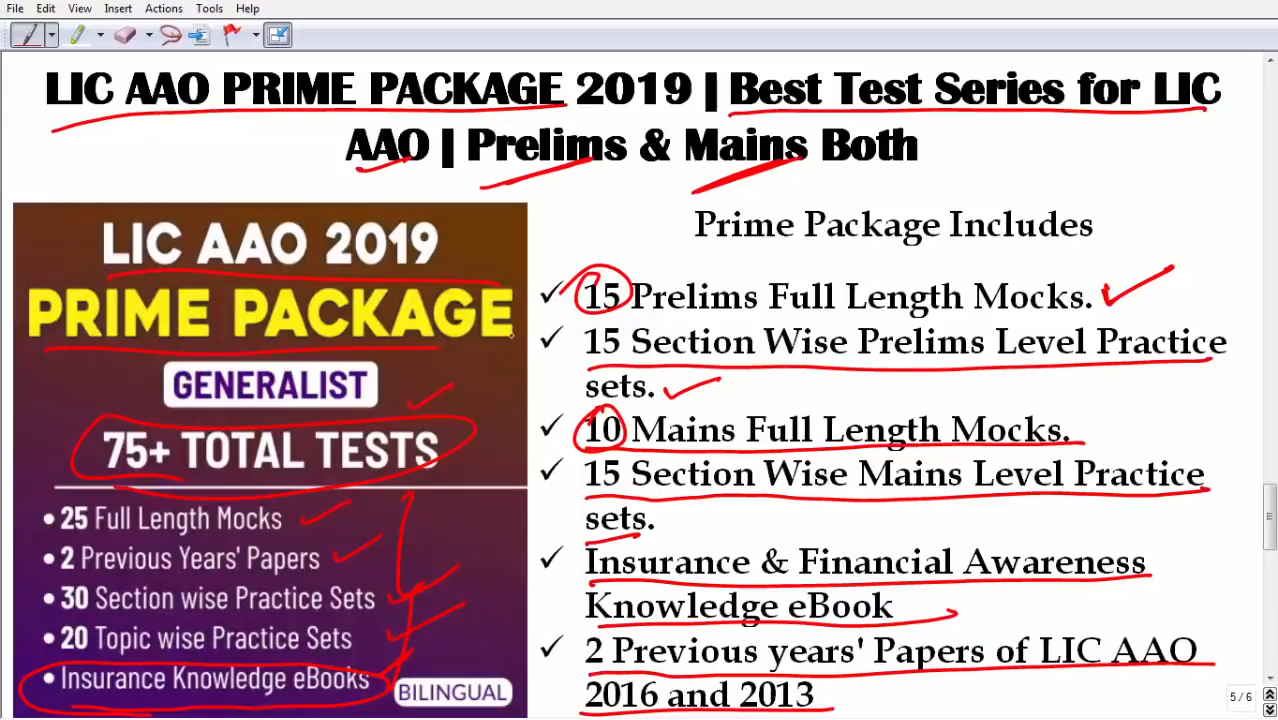 File Edit View Insert Actions Tools Help
LIC AAO PRIME PACKAGE 2019 | Best Test Series for LIC
AAO | Prelims & Mains Both
LIC AAO 2019
PRIME PACKAGE
GENERALIST
75+ TOTAL TESTS
• 25 Full Length Mocks
• 2 Previous Years' Papers
• 30 Section wise Practice Sets
• 20 Topic wise Practice Sets
• Insurance Knowledge eBooks
BILINGUAL
Prime Package Includes
✓ 15 Prelims Full Length Mocks.
✓ 15 Section Wise Prelims Level Practice
sets.
✓ 10 Mains Full Length Mocks.
✓ 15 Section Wise Mains Level Practice
sets.
✓ Insurance & Financial Awareness
Knowledge eBook
✓ 2 Previous years' Papers of LIC AAO
2016 and 2013
5 / 6